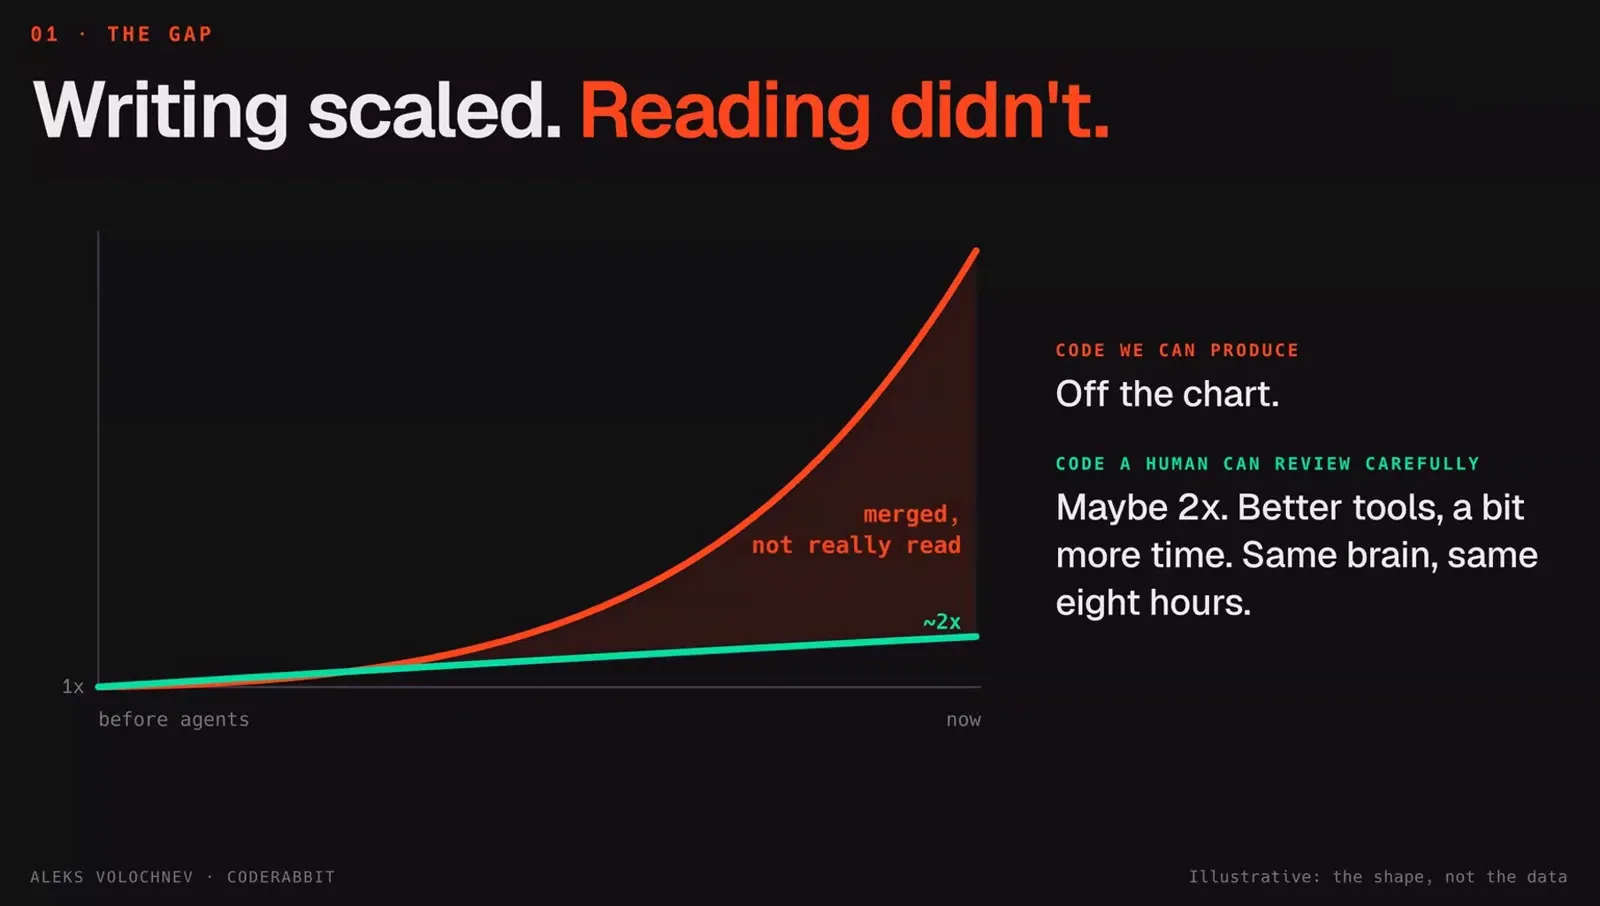 01 · THE GAP
Writing scaled. Reading didn't.
CODE WE CAN PRODUCE
Off the chart.
CODE A HUMAN CAN REVIEW CAREFULLY
Maybe 2x. Better tools, a bit
more time. Same brain, same
eight hours.
merged,
not really read
~2x
1x
before agents
now
ALEKS VOLOCHNEV · CODERABBIT
Illustrative: the shape, not the data